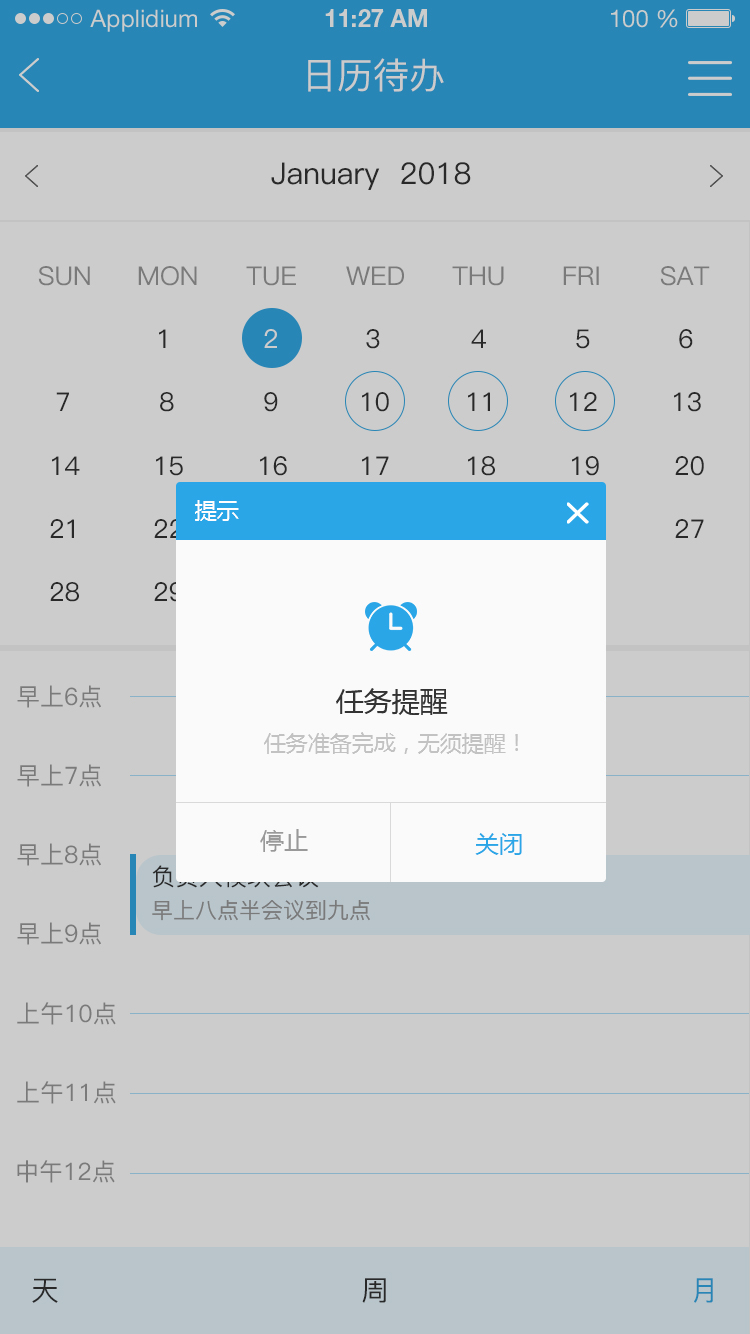 Applidium 11:27 AM 100 %
日历待办
January 2018
SUN MON TUE WED THU FRI SAT
1 2 3 4 5 6
7 8 9 10 11 12 13
14 15 16 17 18 19 20
21 22 27
28 29
提示
任务提醒
任务准备完成，无须提醒！
停止 关闭
早上6点
早上7点
早上8点
早上八点半会议到九点
早上9点
上午10点
上午11点
中午12点
天 周 月